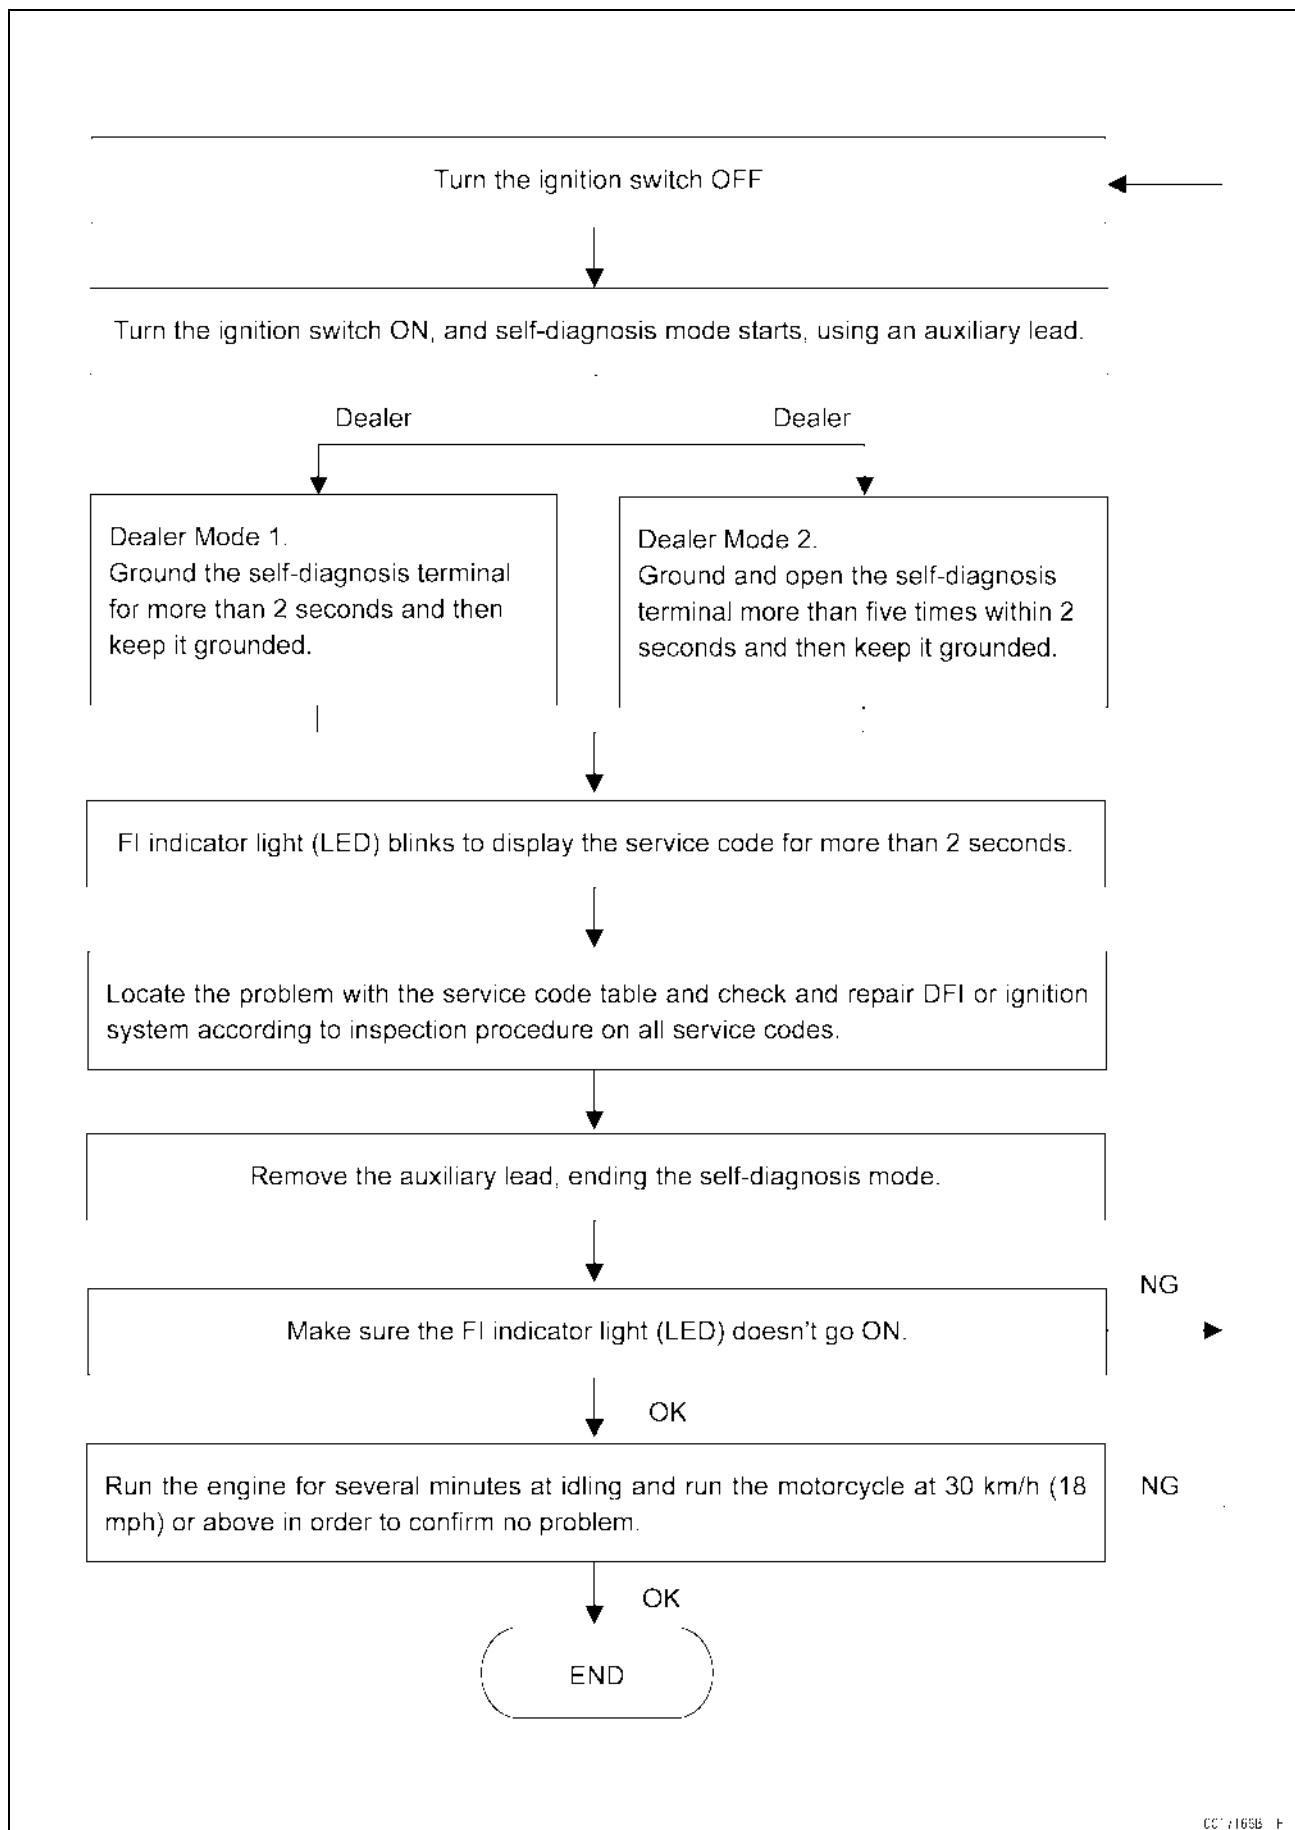 Turn the ignition switch OFF
Turn the ignition switch ON, and self-diagnosis mode starts, using an auxiliary lead.
Dealer
Dealer
Dealer Mode 1.
Ground the self-diagnosis terminal
for more than 2 seconds and then
keep it grounded.
Dealer Mode 2.
Ground and open the self-diagnosis
terminal more than five times within 2
seconds and then keep it grounded.
FI indicator light (LED) blinks to display the service code for more than 2 seconds.
Locate the problem with the service code table and check and repair DFI or ignition
system according to inspection procedure on all service codes.
Remove the auxiliary lead, ending the self-diagnosis mode.
NG
Make sure the FI indicator light (LED) doesn't go ON.
OK
Run the engine for several minutes at idling and run the motorcycle at 30 km/h (18
mph) or above in order to confirm no problem.
NG
OK
END